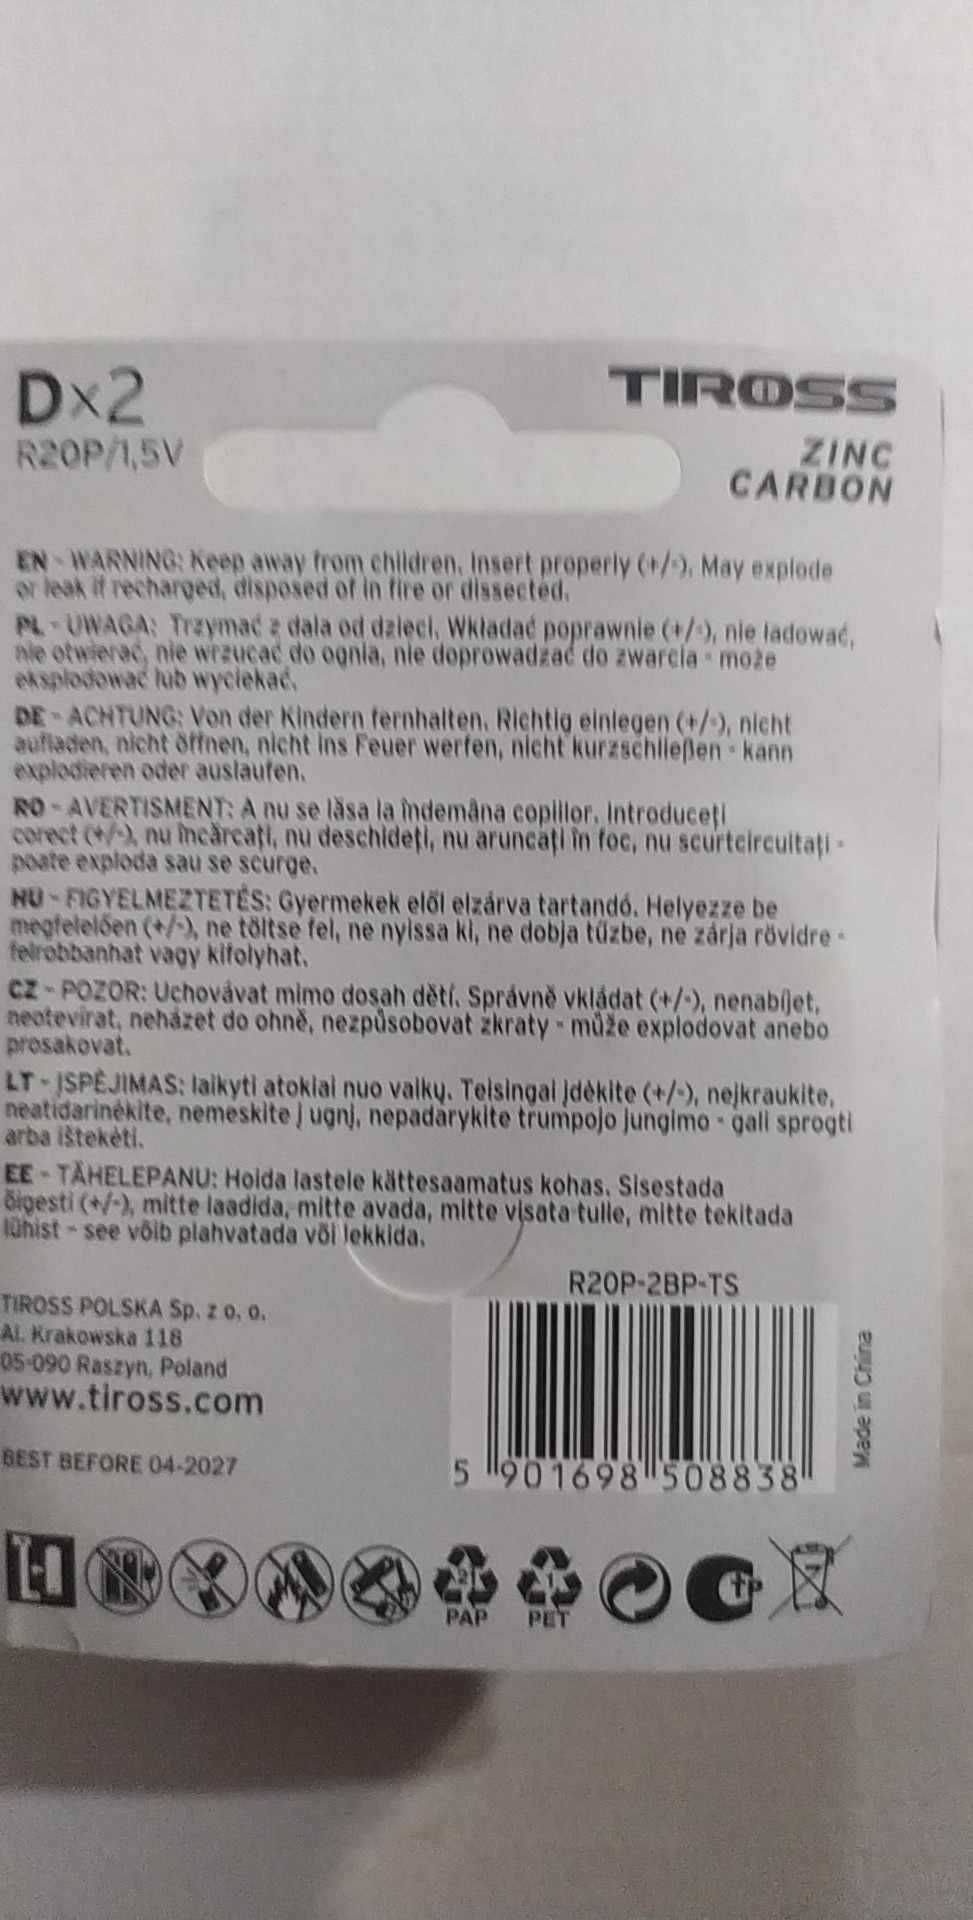 Dx2
R20P/1,5V
TIROSS
ZINC
CARBON
EN - WARNING: Keep away from children. Insert properly (+/-). May explode
or leak if recharged, disposed of in fire or dissected.
PL - UWAGA: Trzymać z dala od dzieci. Wkładać poprawnie (+/-), nie ładować,
nie otwierać, nie wrzucać do ognia, nie doprowadzać do zwarcia - może
eksplodować lub wyciekać.
DE - ACHTUNG: Von der Kindern fernhalten. Richtig einlegen (+/-), nicht
aufladen, nicht öffnen, nicht ins Feuer werfen, nicht kurzschließen - kann
explodieren oder auslaufen.
RO - AVERTISMENT: A nu se lăsa la îndemâna copiilor. Introduceți
corect (+/-), nu încărcați, nu deschideți, nu aruncați în foc, nu scurtcircuitați -
poate exploda sau se scurge.
HU - FIGYELMEZTETÉS: Gyermekek elől elzárva tartandó. Helyezze be
megfelelően (+/-), ne töltse fel, ne nyissa ki, ne dobja tűzbe, ne zárja rövidre -
felrobbanhat vagy kifolyhat.
CZ - POZOR: Uchovávat mimo dosah dětí. Správně vkládat (+/-), nenabíjet,
neotevírat, neházet do ohně, nezpůsobovat zkraty - může explodovat anebo
prosakovat.
LT - ĮSPĖJIMAS: laikyti atokiai nuo vaikų. Teisingai įdėkite (+/-), neįkraukite,
neatidarinėkite, nemeskite į ugnį, nepadarykite trumpojo jungimo - gali sprogti
arba ištekėti.
EE - TÄHELEPANU: Hoida lastele kättesaamatus kohas. Sisestada
õigesti (+/-), mitte laadida, mitte avada, mitte visata tulle, mitte tekitada
lühist - see võib plahvatada või lekkida.
R20P-2BP-TS
TIROSS POLSKA Sp. z o. o.
Al. Krakowska 118
05-090 Raszyn, Poland
www.tiross.com
BEST BEFORE 04-2027
5 901698 508838
Made in China
21
PAP
1
PET